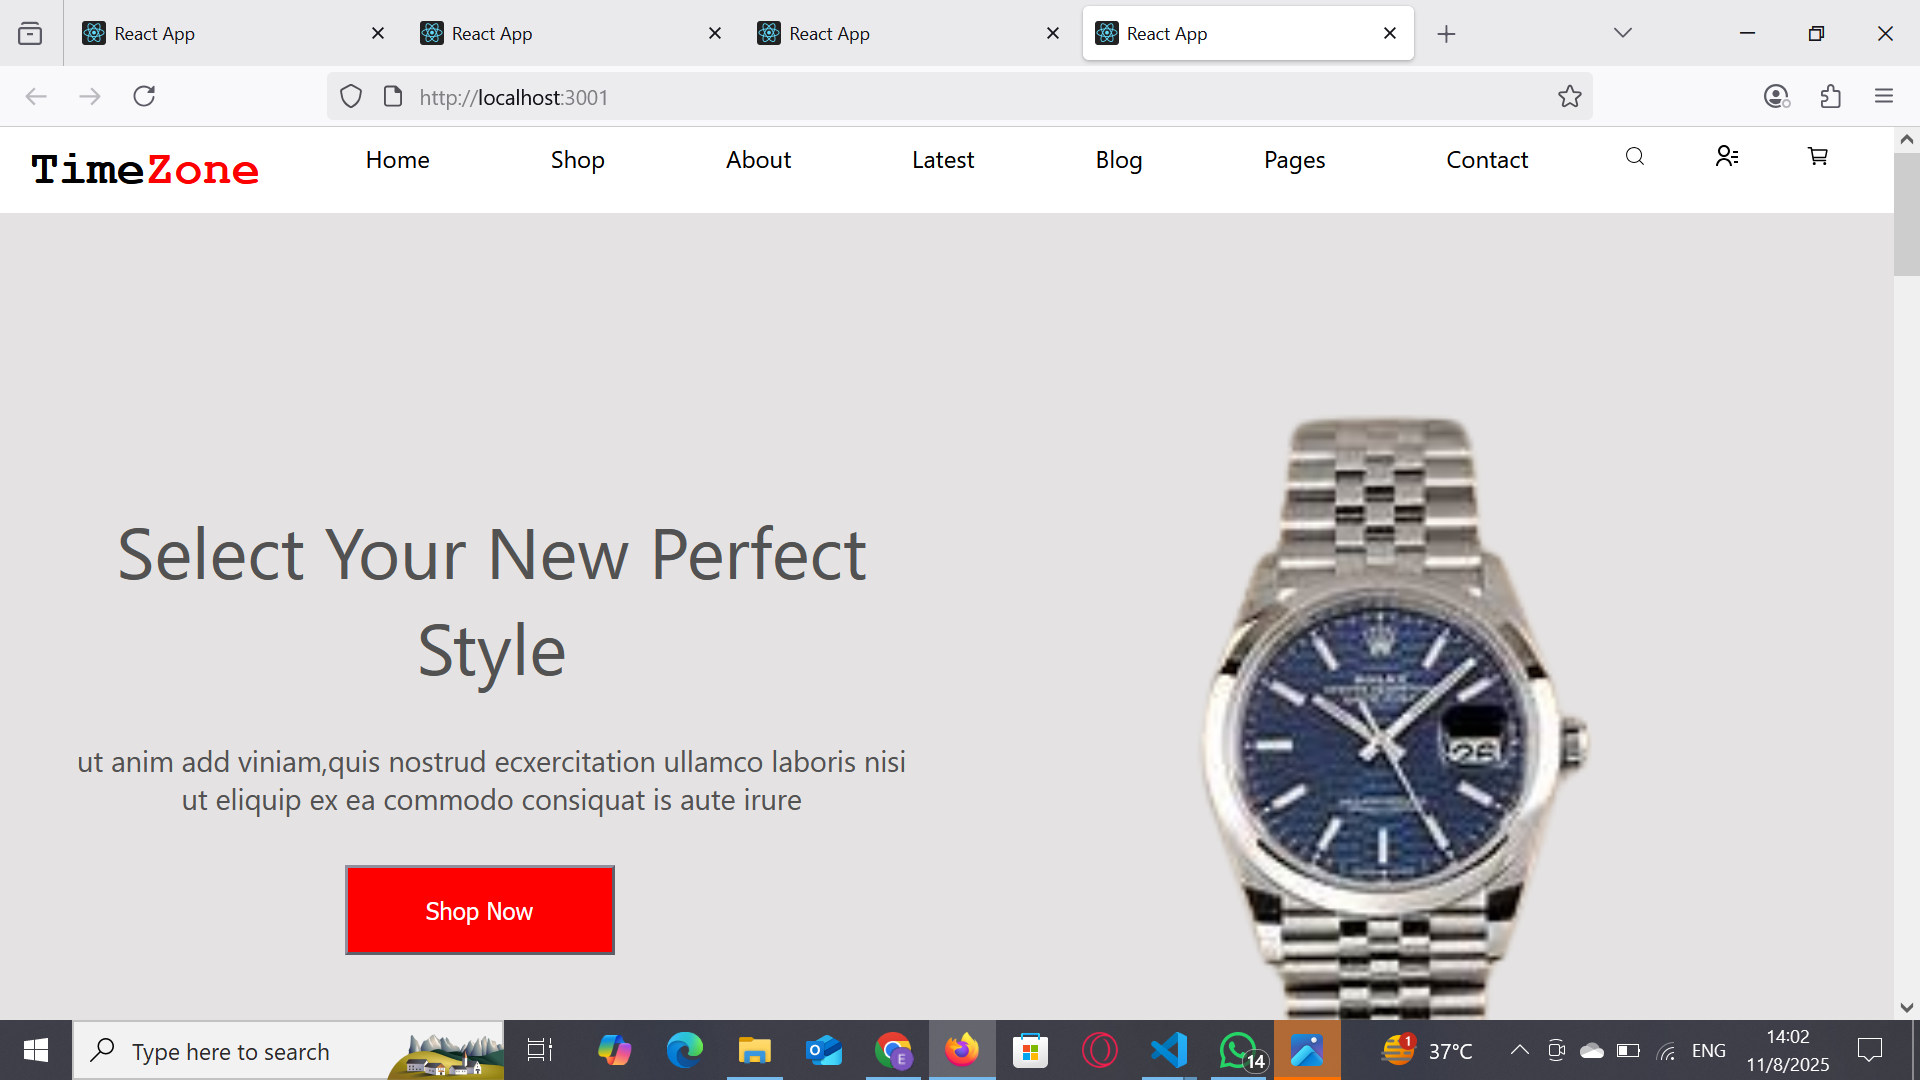 React App
React App
React App
React App
http://localhost:3001
TimeZone
Home
Shop
About
Latest
Blog
Pages
Contact
Select Your New Perfect
Style
ut anim add viniam,quis nostrud ecxercitation ullamco laboris nisi
ut eliquip ex ea commodo consiquat is aute irure
Shop Now
Type here to search
E
14
1
37°C
ENG
14:02
11/8/2025